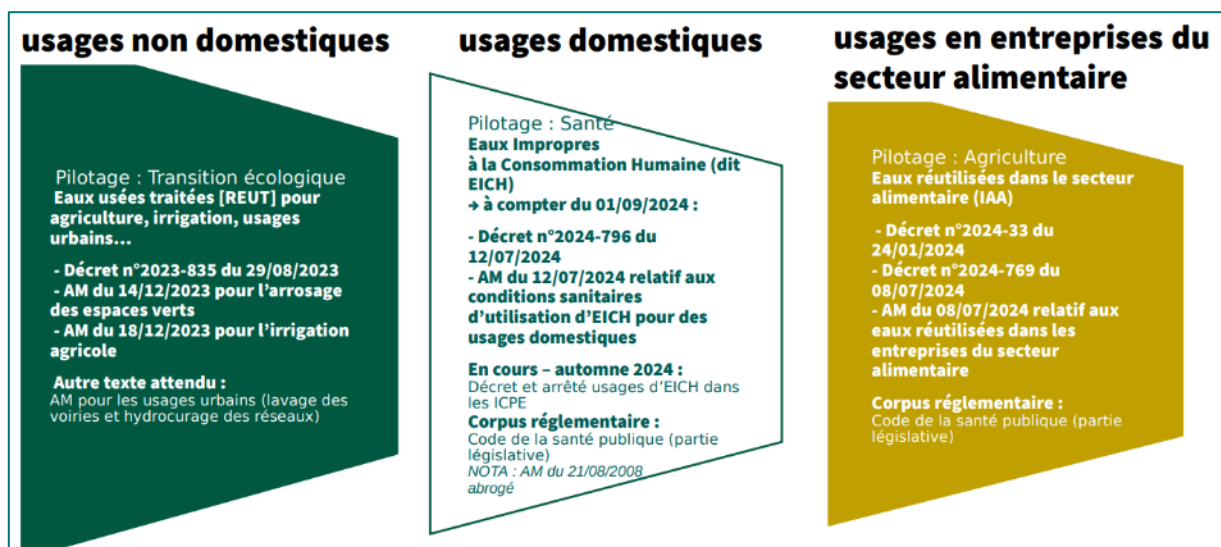 usages non domestiques
Pilotage : Transition écologique
Eaux usées traitées [REUT] pour
agriculture, irrigation, usages
urbains...
- Décret n°2023-835 du 29/08/2023
- AM du 14/12/2023 pour l'arrosage
des espaces verts
- AM du 18/12/2023 pour l'irrigation
agricole
Autre texte attendu :
AM pour les usages urbains (lavage des
voiries et hydrocurage des réseaux)
usages domestiques
Pilotage : Santé
Eaux Impropres
à la Consommation Humaine (dit
EICH)
→ à compter du 01/09/2024 :
- Décret n°2024-796 du
12/07/2024
- AM du 12/07/2024 relatif aux
conditions sanitaires
d'utilisation d'EICH pour des
usages domestiques
En cours – automne 2024 :
Décret et arrêté usages d'EICH dans
les ICPE
Corpus réglementaire :
Code de la santé publique (partie
législative)
NOTA : AM du 21/08/2008
abrogé
usages en entreprises du
secteur alimentaire
Pilotage : Agriculture
Eaux réutilisées dans le secteur
alimentaire (IAA)
- Décret n°2024-33 du
24/01/2024
- Décret n°2024-769 du
08/07/2024
- AM du 08/07/2024 relatif aux
eaux réutilisées dans les
entreprises du secteur
alimentaire
Corpus réglementaire :
Code de la santé publique (partie
législative)